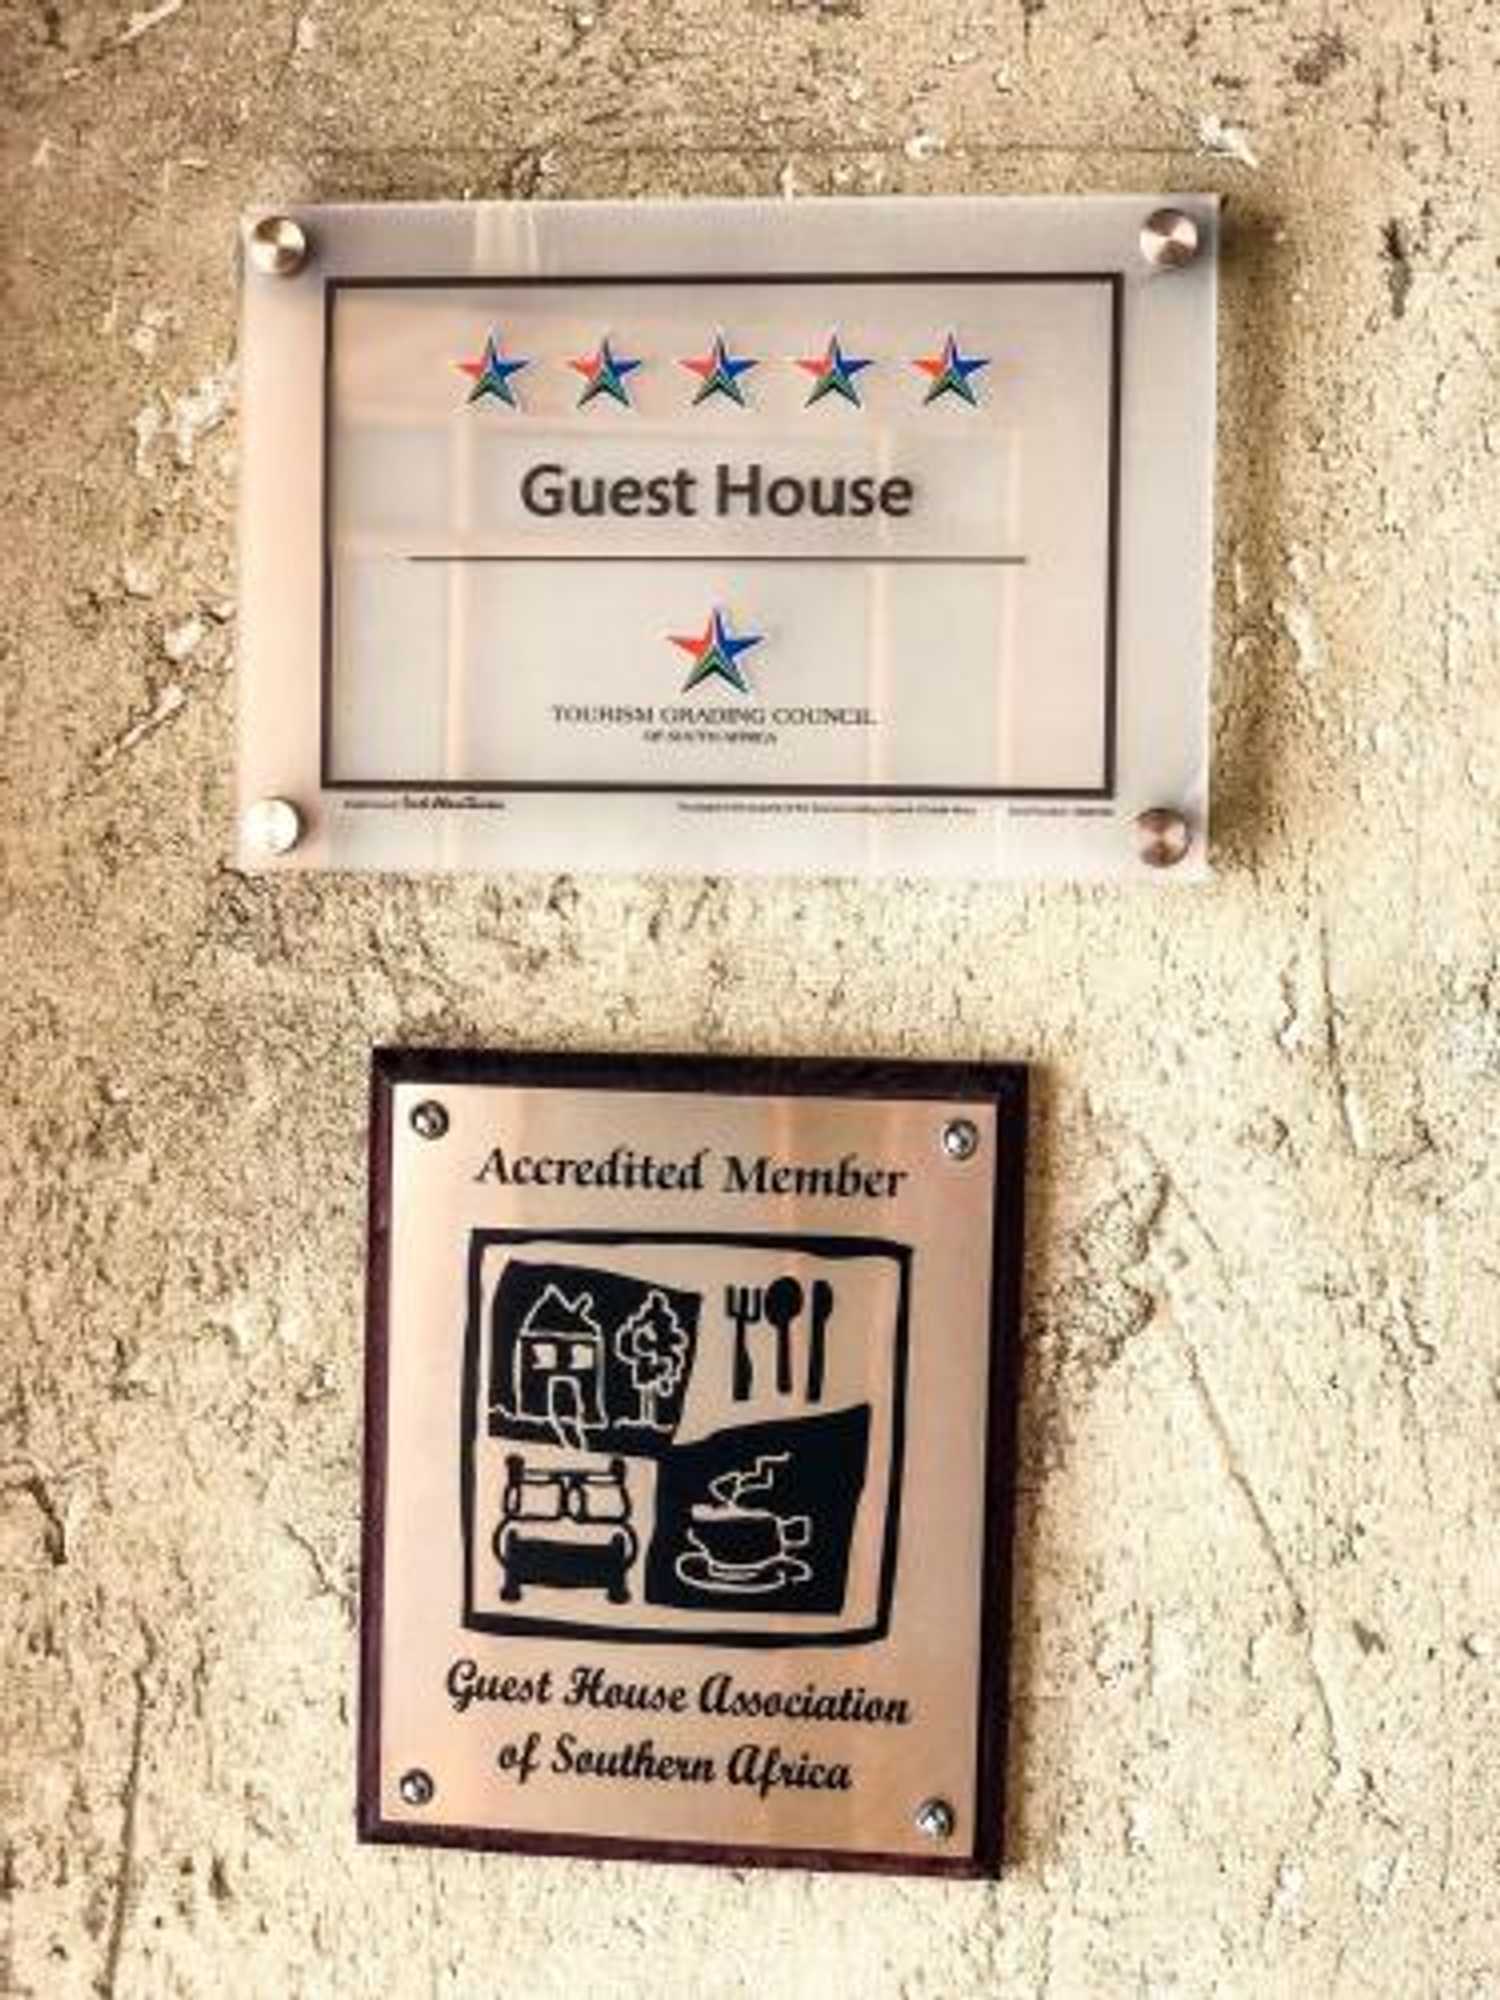 Guest House
TOURISM GRADING COUNCIL
OF SOUTH AFRICA
Accredited Member
Guest House Association
of Southern Africa